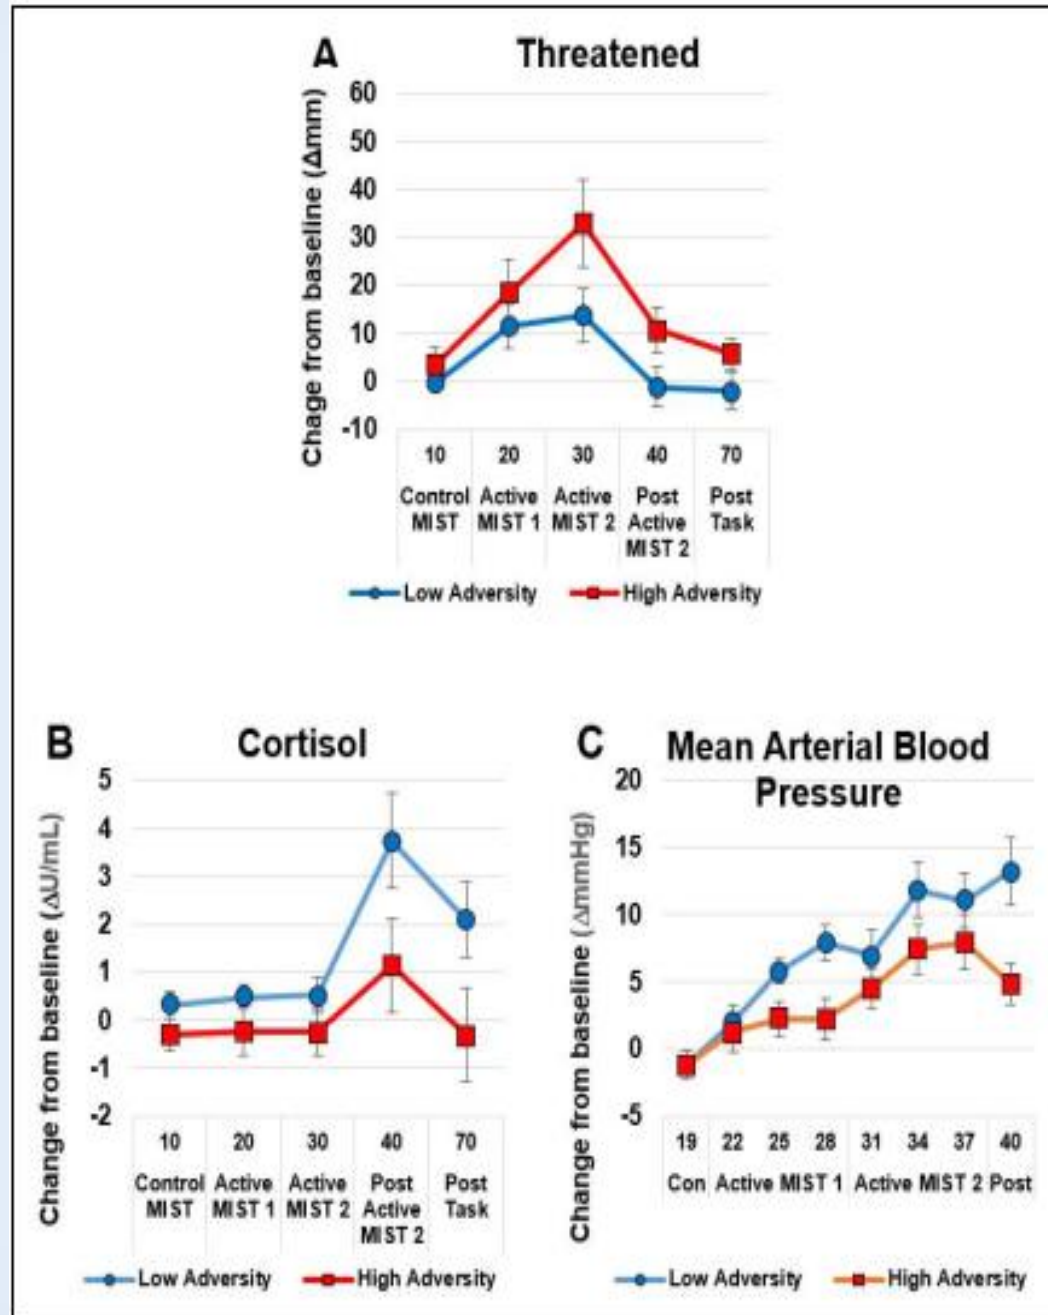 A Threatened
Chage from baseline (Δmm)
60
50
40
30
20
10
0
-10
10 20 30 40 70
Control Active Active Post Post
MIST MIST 1 MIST 2 Active Task
MIST 2
Low Adversity High Adversity
B Cortisol
Change from baseline (ΔU/mL)
5
4
3
2
1
0
-1
-2
10 20 30 40 70
Control Active Active Post Post
MIST MIST 1 MIST 2 Active Task
MIST 2
Low Adversity High Adversity
C Mean Arterial Blood
Pressure
Change from baseline (ΔmmHg)
20
15
10
5
0
-5
19 22 25 28 31 34 37 40
Con Active MIST 1 Active MIST 2 Post
Low Adversity High Adversity